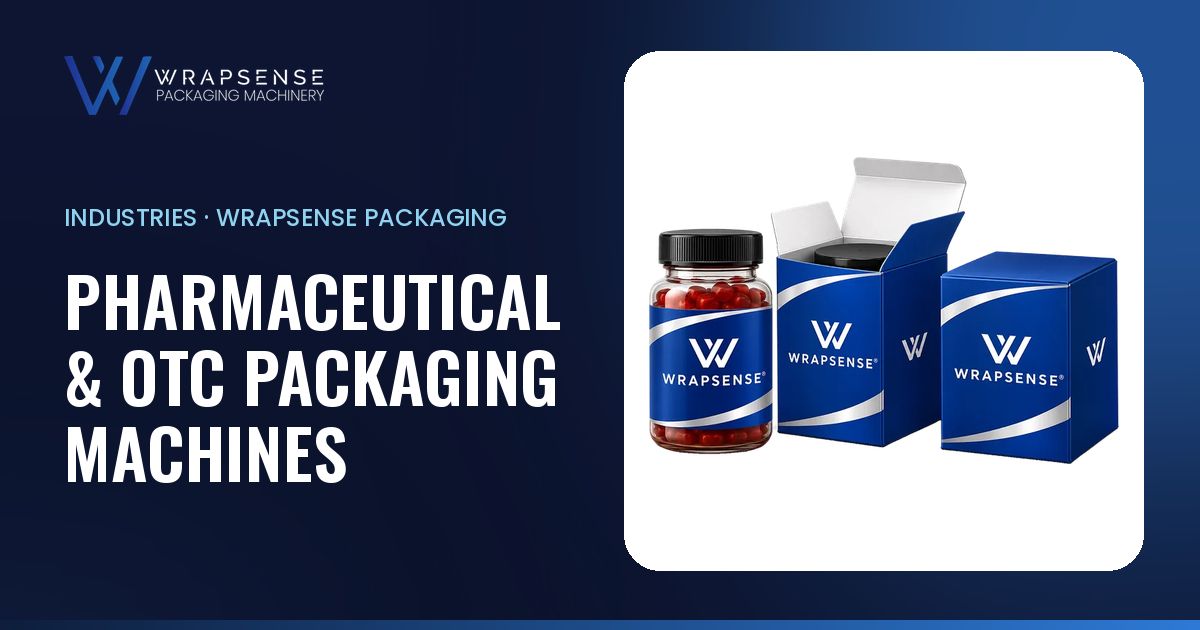 WRAPSENSE
PACKAGING MACHINERY
INDUSTRIES · WRAPSENSE PACKAGING
PHARMACEUTICAL
& OTC PACKAGING
MACHINES
W
WRAPSENSE®
W
WRAPSENSE®
W
W
WRAPSENSE®
W